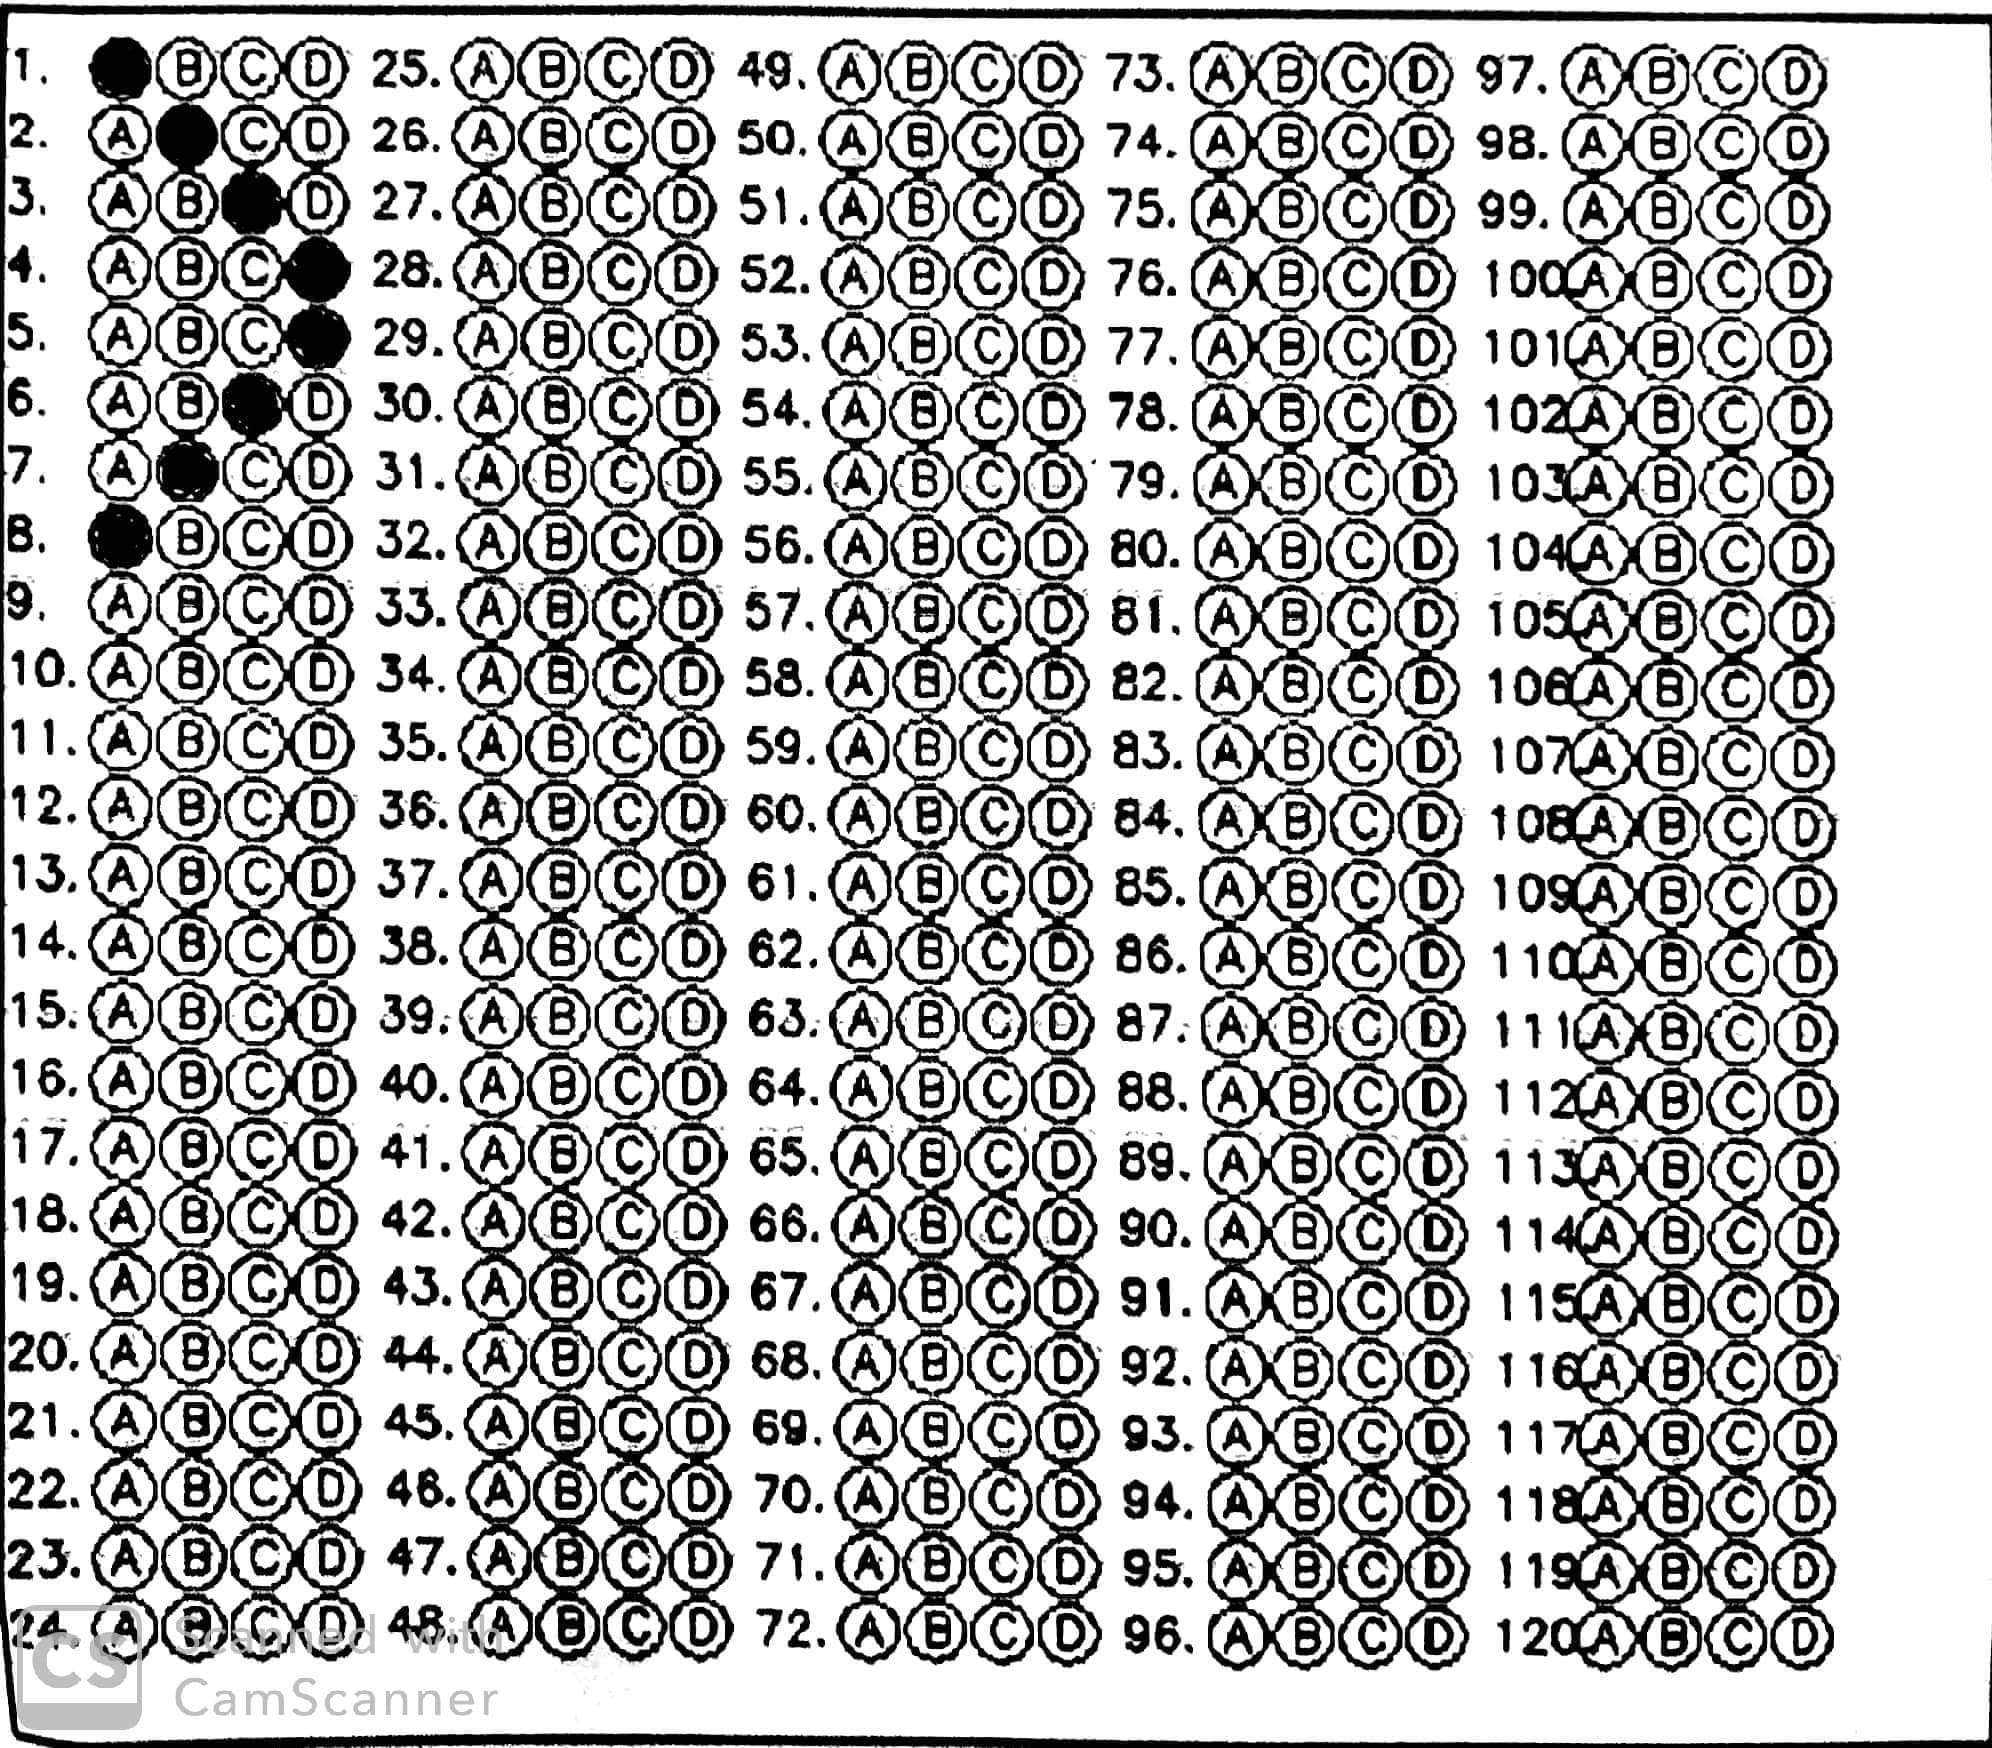 1. B C D 25. A B C D 49. A B C D 73. A B C D 97. A B C D
2. A C D 26. A B C D 50. A B C D 74. A B C D 98. A B C D
3. A B D 27. A B C D 51. A B C D 75. A B C D 99. A B C D
4. A B C 28. A B C D 52. A B C D 76. A B C D 100 A B C D
5. A B C 29. A B C D 53. A B C D 77. A B C D 101 A B C D
6. A B D 30. A B C D 54. A B C D 78. A B C D 102 A B C D
7. A C D 31. A B C D 55. A B C D 79. A B C D 103 A B C D
8. B C D 32. A B C D 56. A B C D 80. A B C D 104 A B C D
9. A B C D 33. A B C D 57. A B C D 81. A B C D 105 A B C D
10. A B C D 34. A B C D 58. A B C D 82. A B C D 106 A B C D
11. A B C D 35. A B C D 59. A B C D 83. A B C D 107 A B C D
12. A B C D 36. A B C D 60. A B C D 84. A B C D 108 A B C D
13. A B C D 37. A B C D 61. A B C D 85. A B C D 109 A B C D
14. A B C D 38. A B C D 62. A B C D 86. A B C D 110 A B C D
15. A B C D 39. A B C D 63. A B C D 87. A B C D 111 A B C D
16. A B C D 40. A B C D 64. A B C D 88. A B C D 112 A B C D
17. A B C D 41. A B C D 65. A B C D 89. A B C D 113 A B C D
18. A B C D 42. A B C D 66. A B C D 90. A B C D 114 A B C D
19. A B C D 43. A B C D 67. A B C D 91. A B C D 115 A B C D
20. A B C D 44. A B C D 68. A B C D 92. A B C D 116 A B C D
21. A B C D 45. A B C D 69. A B C D 93. A B C D 117 A B C D
22. A B C D 46. A B C D 70. A B C D 94. A B C D 118 A B C D
23. A B C D 47. A B C D 71. A B C D 95. A B C D 119 A B C D
24. A B C D 48. A B C D 72. A B C D 96. A B C D 120 A B C D
CS Scanned with
CamScanner